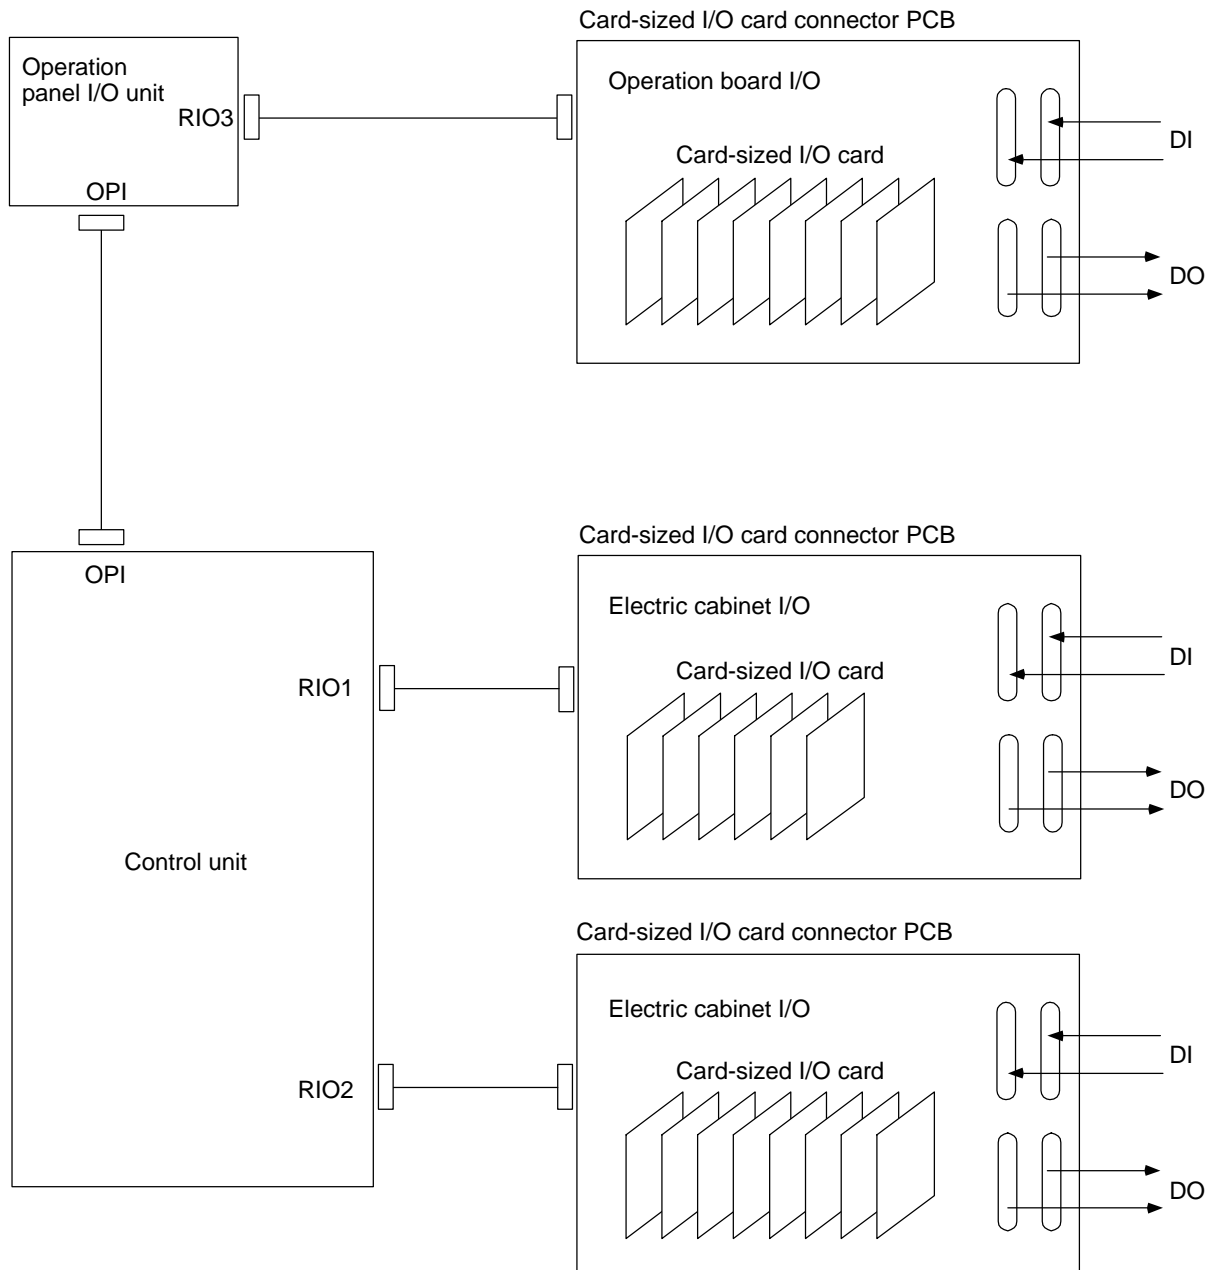 Card-sized I/O card connector PCB
Operation
panel I/O unit
RIO3
OPI
Operation board I/O
Card-sized I/O card
DI
DO
Card-sized I/O card connector PCB
OPI
Electric cabinet I/O
RIO1
Card-sized I/O card
DI
DO
Control unit
Card-sized I/O card connector PCB
Electric cabinet I/O
RIO2
Card-sized I/O card
DI
DO